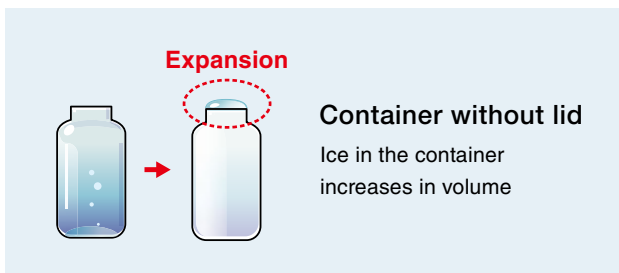 Expansion
Container without lid
Ice in the container
increases in volume